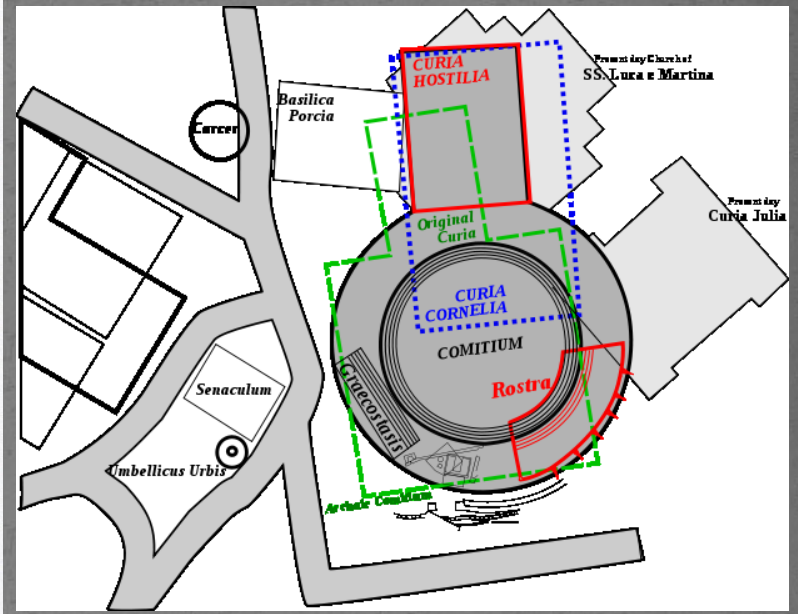 CURIA
HOSTILIA
Present day Church of
SS. Luca e Martina
Basilica
Porcia
Carcer
Present day
Curia Julia
Original
Curia
CURIA
CORNELIA
COMITIUM
Rostra
Graecostasis
Senaculum
Umbellicus Urbis
Archaic Comitium